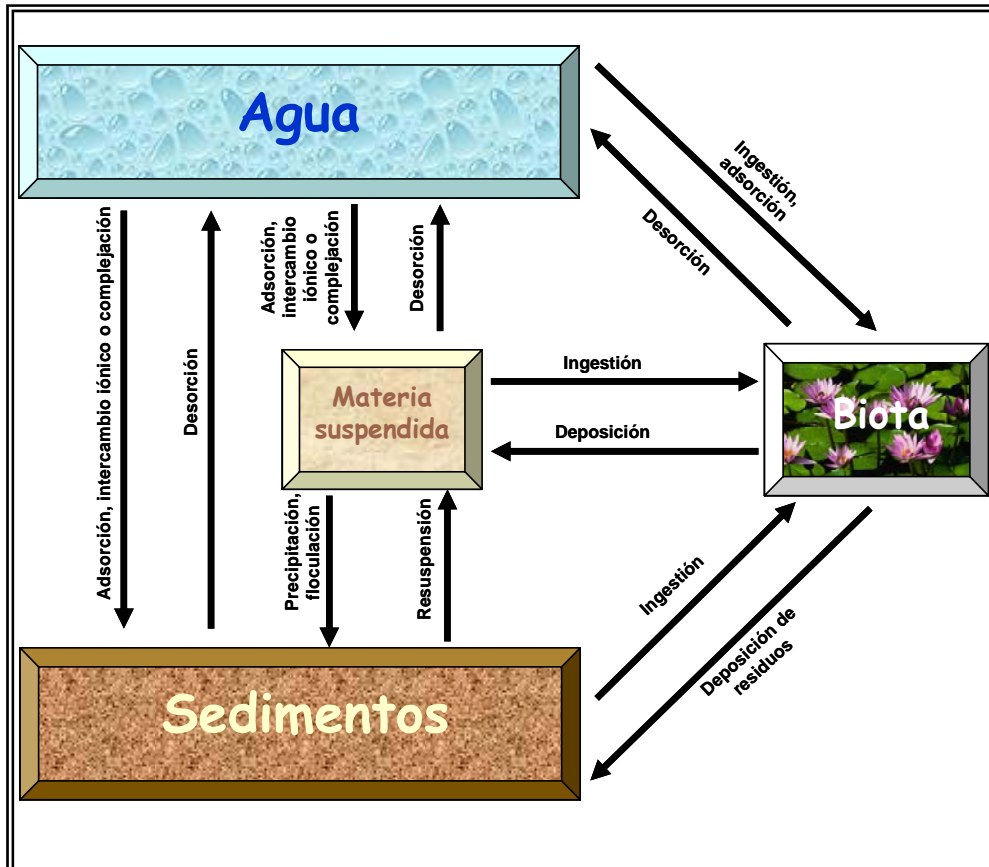 Agua
Ingestión,
adsorción
Desorción
Adsorción, intercambio iónico o complejación
Desorción
Adsorción,
intercambio
iónico o
complejación
Desorción
Materia
suspendida
Ingestión
Deposición
Biota
Precipitación,
floculación
Resuspensión
Ingestión
Deposición de
residuos
Sedimentos